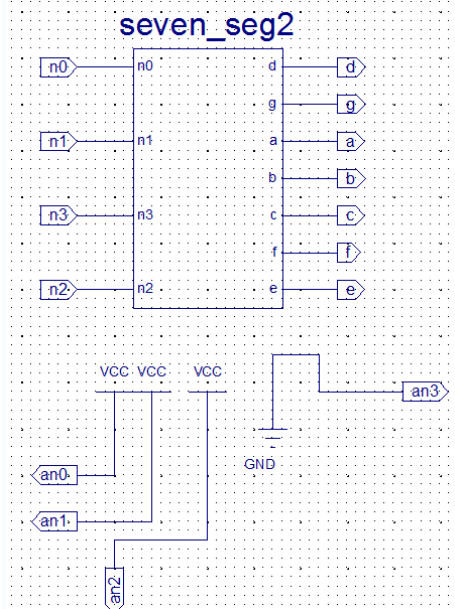 seven_seg2
n0 n0 d d
g g
n1 n1 a a
b b
n3 n3 c c
f f
n2 n2 e e
VCC VCC VCC
an3
GND
an0
an1
an2